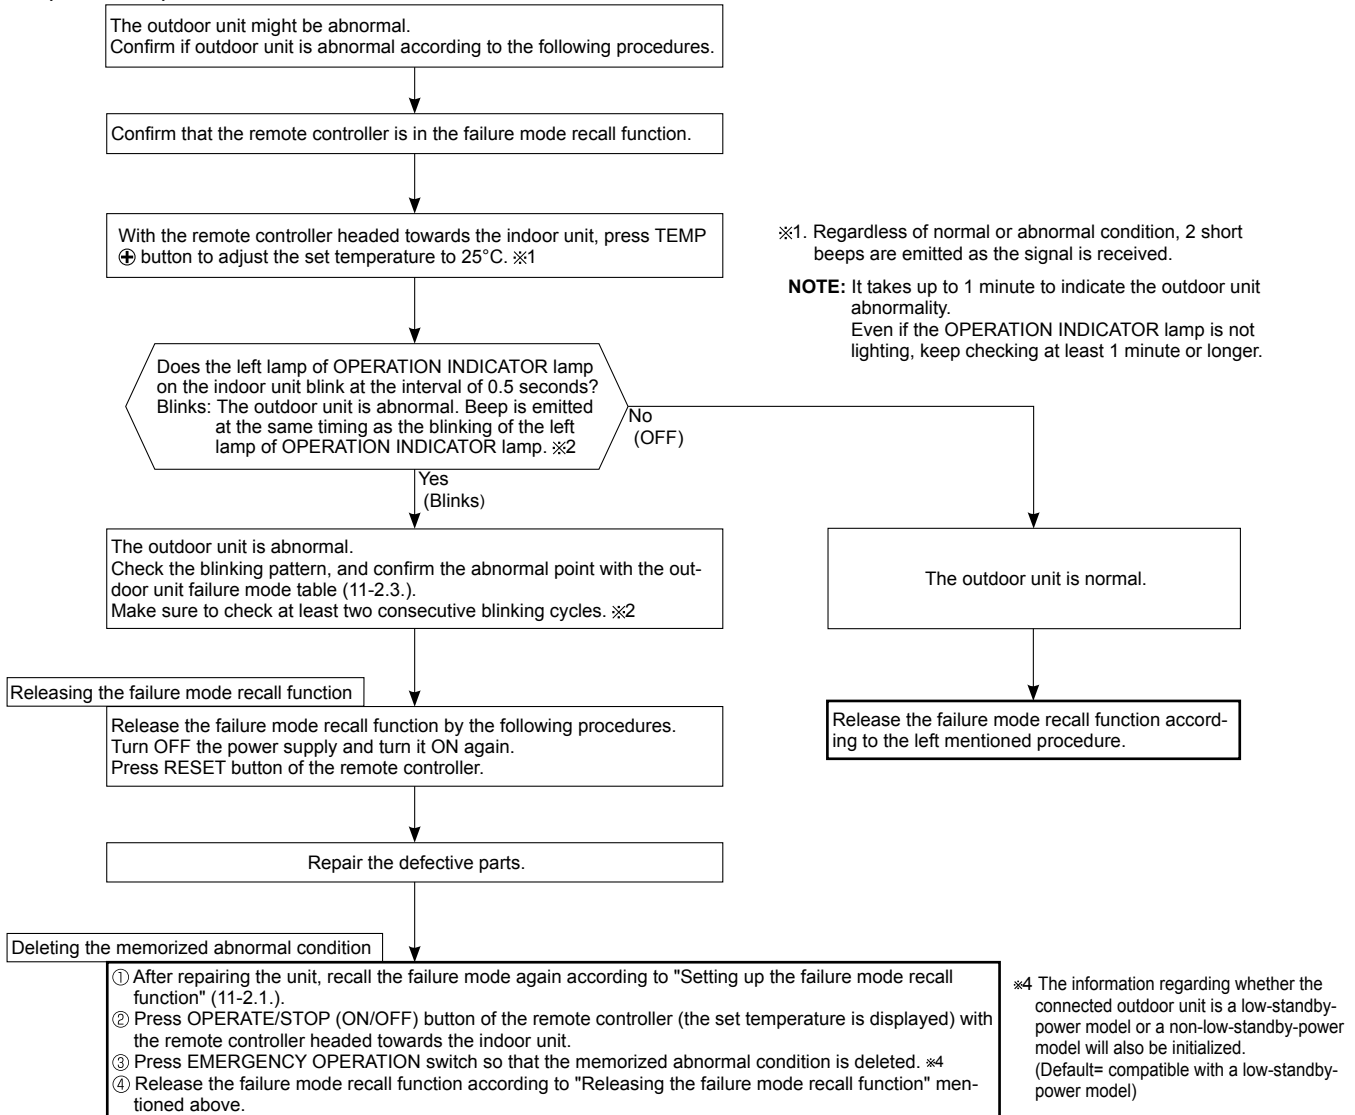 The outdoor unit might be abnormal.
Confirm if outdoor unit is abnormal according to the following procedures.
Confirm that the remote controller is in the failure mode recall function.
With the remote controller headed towards the indoor unit, press TEMP
⊕ button to adjust the set temperature to 25°C. ※1
※1. Regardless of normal or abnormal condition, 2 short
beeps are emitted as the signal is received.
NOTE: It takes up to 1 minute to indicate the outdoor unit
abnormality.
Even if the OPERATION INDICATOR lamp is not
lighting, keep checking at least 1 minute or longer.
Does the left lamp of OPERATION INDICATOR lamp
on the indoor unit blink at the interval of 0.5 seconds?
Blinks: The outdoor unit is abnormal. Beep is emitted
at the same timing as the blinking of the left
lamp of OPERATION INDICATOR lamp. ※2
No
(OFF)
Yes
(Blinks)
The outdoor unit is abnormal.
Check the blinking pattern, and confirm the abnormal point with the out-
door unit failure mode table (11-2.3.).
Make sure to check at least two consecutive blinking cycles. ※2
The outdoor unit is normal.
Releasing the failure mode recall function
Release the failure mode recall function by the following procedures.
Turn OFF the power supply and turn it ON again.
Press RESET button of the remote controller.
Release the failure mode recall function accord-
ing to the left mentioned procedure.
Repair the defective parts.
Deleting the memorized abnormal condition
① After repairing the unit, recall the failure mode again according to "Setting up the failure mode recall
function" (11-2.1.).
② Press OPERATE/STOP (ON/OFF) button of the remote controller (the set temperature is displayed) with
the remote controller headed towards the indoor unit.
③ Press EMERGENCY OPERATION switch so that the memorized abnormal condition is deleted. ※4
④ Release the failure mode recall function according to "Releasing the failure mode recall function" men-
tioned above.
※4 The information regarding whether the
connected outdoor unit is a low-standby-
power model or a non-low-standby-power
model will also be initialized.
(Default= compatible with a low-standby-
power model)